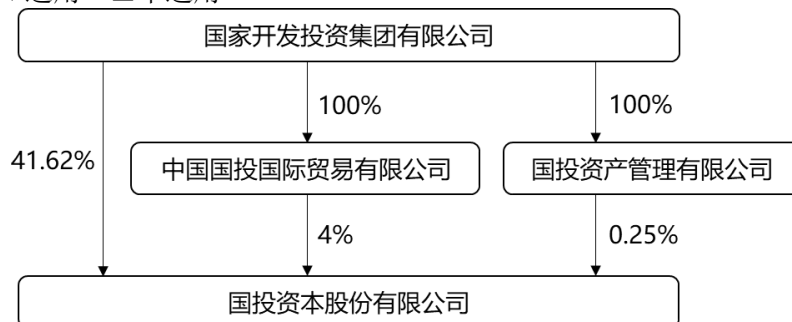 国家开发投资集团有限公司
100%
100%
41.62%
中国国投国际贸易有限公司
国投资产管理有限公司
4%
0.25%
国投资本股份有限公司